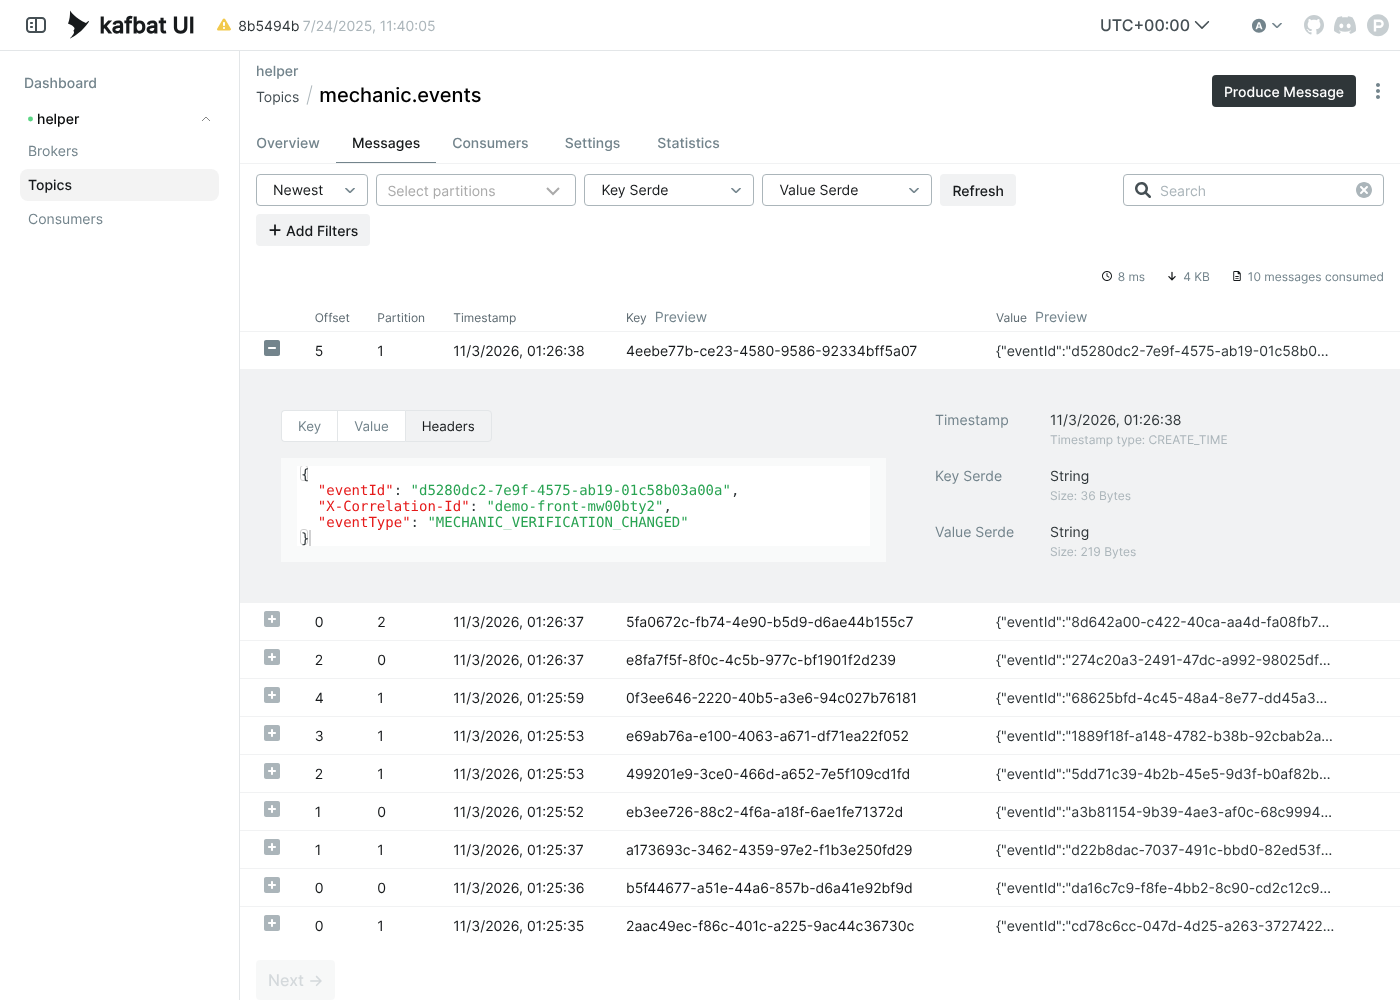 kafbat UI 8b5494b 7/24/2025, 11:40:05 UTC+00:00 A
Dashboard
helper
Brokers
Topics
Consumers
helper
Topics / mechanic.events
Produce Message
Overview Messages Consumers Settings Statistics
Newest Select partitions Key Serde Value Serde Refresh Search
+ Add Filters
8 ms 4 KB 10 messages consumed
Offset Partition Timestamp Key Preview Value Preview
5 1 11/3/2026, 01:26:38 4eebe77b-ce23-4580-9586-92334bff5a07 {"eventId":"d5280dc2-7e9f-4575-ab19-01c58b0...
Key Value Headers
{
"eventId": "d5280dc2-7e9f-4575-ab19-01c58b03a00a",
"X-Correlation-Id": "demo-front-mw00bty2",
"eventType": "MECHANIC_VERIFICATION_CHANGED"
}
Timestamp 11/3/2026, 01:26:38
Timestamp type: CREATE_TIME
Key Serde String
Size: 36 Bytes
Value Serde String
Size: 219 Bytes
0 2 11/3/2026, 01:26:37 5fa0672c-fb74-4e90-b5d9-d6ae44b155c7 {"eventId":"8d642a00-c422-40ca-aa4d-fa08fb7...
2 0 11/3/2026, 01:26:37 e8fa7f5f-8f0c-4c5b-977c-bf1901f2d239 {"eventId":"274c20a3-2491-47dc-a992-98025df...
4 1 11/3/2026, 01:25:59 0f3ee646-2220-40b5-a3e6-94c027b76181 {"eventId":"68625bfd-4c45-48a4-8e77-dd45a3...
3 1 11/3/2026, 01:25:53 e69ab76a-e100-4063-a671-df71ea22f052 {"eventId":"1889f18f-a148-4782-b38b-92cbab2a...
2 1 11/3/2026, 01:25:53 499201e9-3ce0-466d-a652-7e5f109cd1fd {"eventId":"5dd71c39-4b2b-45e5-9d3f-b0af82b...
1 0 11/3/2026, 01:25:52 eb3ee726-88c2-4f6a-a18f-6ae1fe71372d {"eventId":"a3b81154-9b39-4ae3-af0c-68c9994...
1 1 11/3/2026, 01:25:37 a173693c-3462-4359-97e2-f1b3e250fd29 {"eventId":"d22b8dac-7037-491c-bbd0-82ed53f...
0 0 11/3/2026, 01:25:36 b5f44677-a51e-44a6-857b-d6a41e92bf9d {"eventId":"da16c7c9-f8fe-4bb2-8c90-cd2c12c9...
0 1 11/3/2026, 01:25:35 2aac49ec-f86c-401c-a225-9ac44c36730c {"eventId":"cd78c6cc-047d-4d25-a263-3727422...
Next →